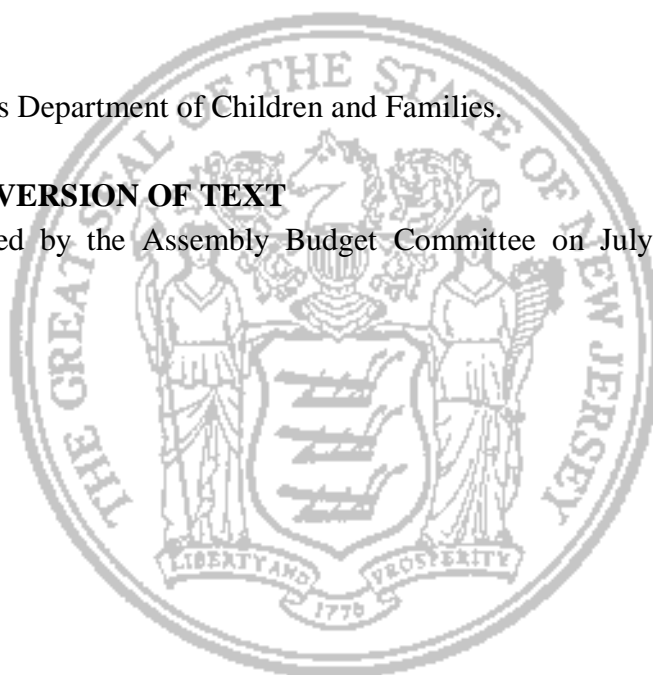 THE GREAT SEAL OF THE STATE OF NEW JERSEY
s Department of Children and Families.
VERSION OF TEXT
ed by the Assembly Budget Committee on July
LIBERTY AND PROSPERITY
1776